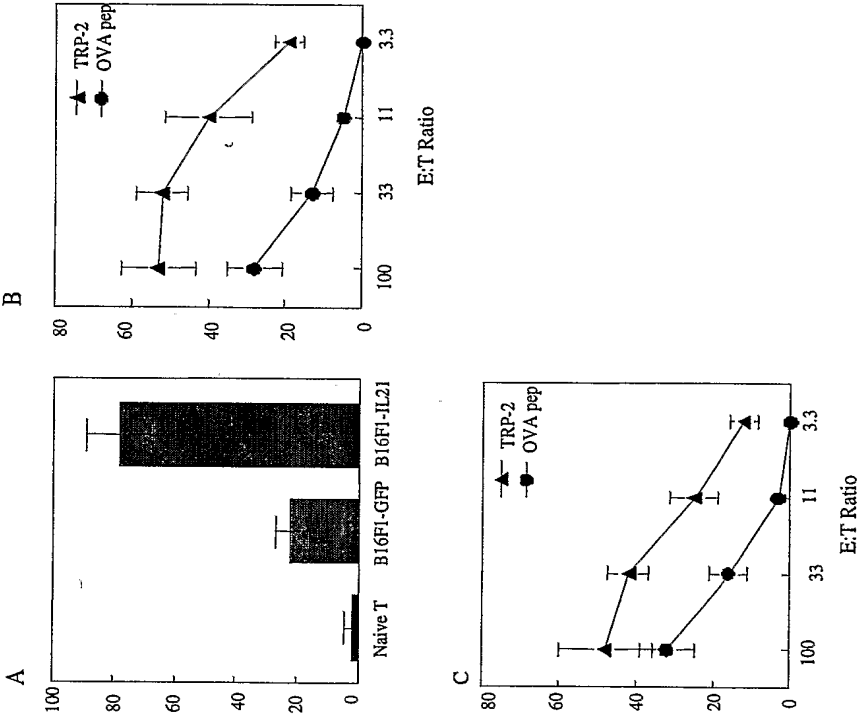 A
100
80
60
40
20
0
Naive T
B16F1-GFP
B16F1-IL21
B
80
60
40
20
0
TRP-2
OVA pep
100
33
11
3.3
E:T Ratio
C
80
60
40
20
0
TRP-2
OVA pep
100
33
11
3.3
E:T Ratio